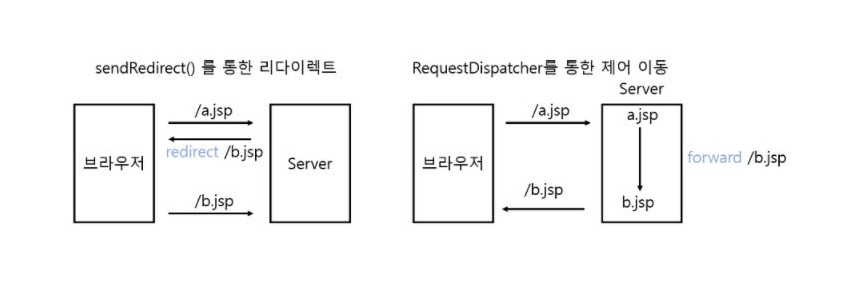 sendRedirect() 를 통한 리다이렉트
브라우저
/a.jsp
redirect /b.jsp
/b.jsp
Server
RequestDispatcher를 통한 제어 이동
브라우저
/a.jsp
/b.jsp
Server
a.jsp
b.jsp
forward /b.jsp